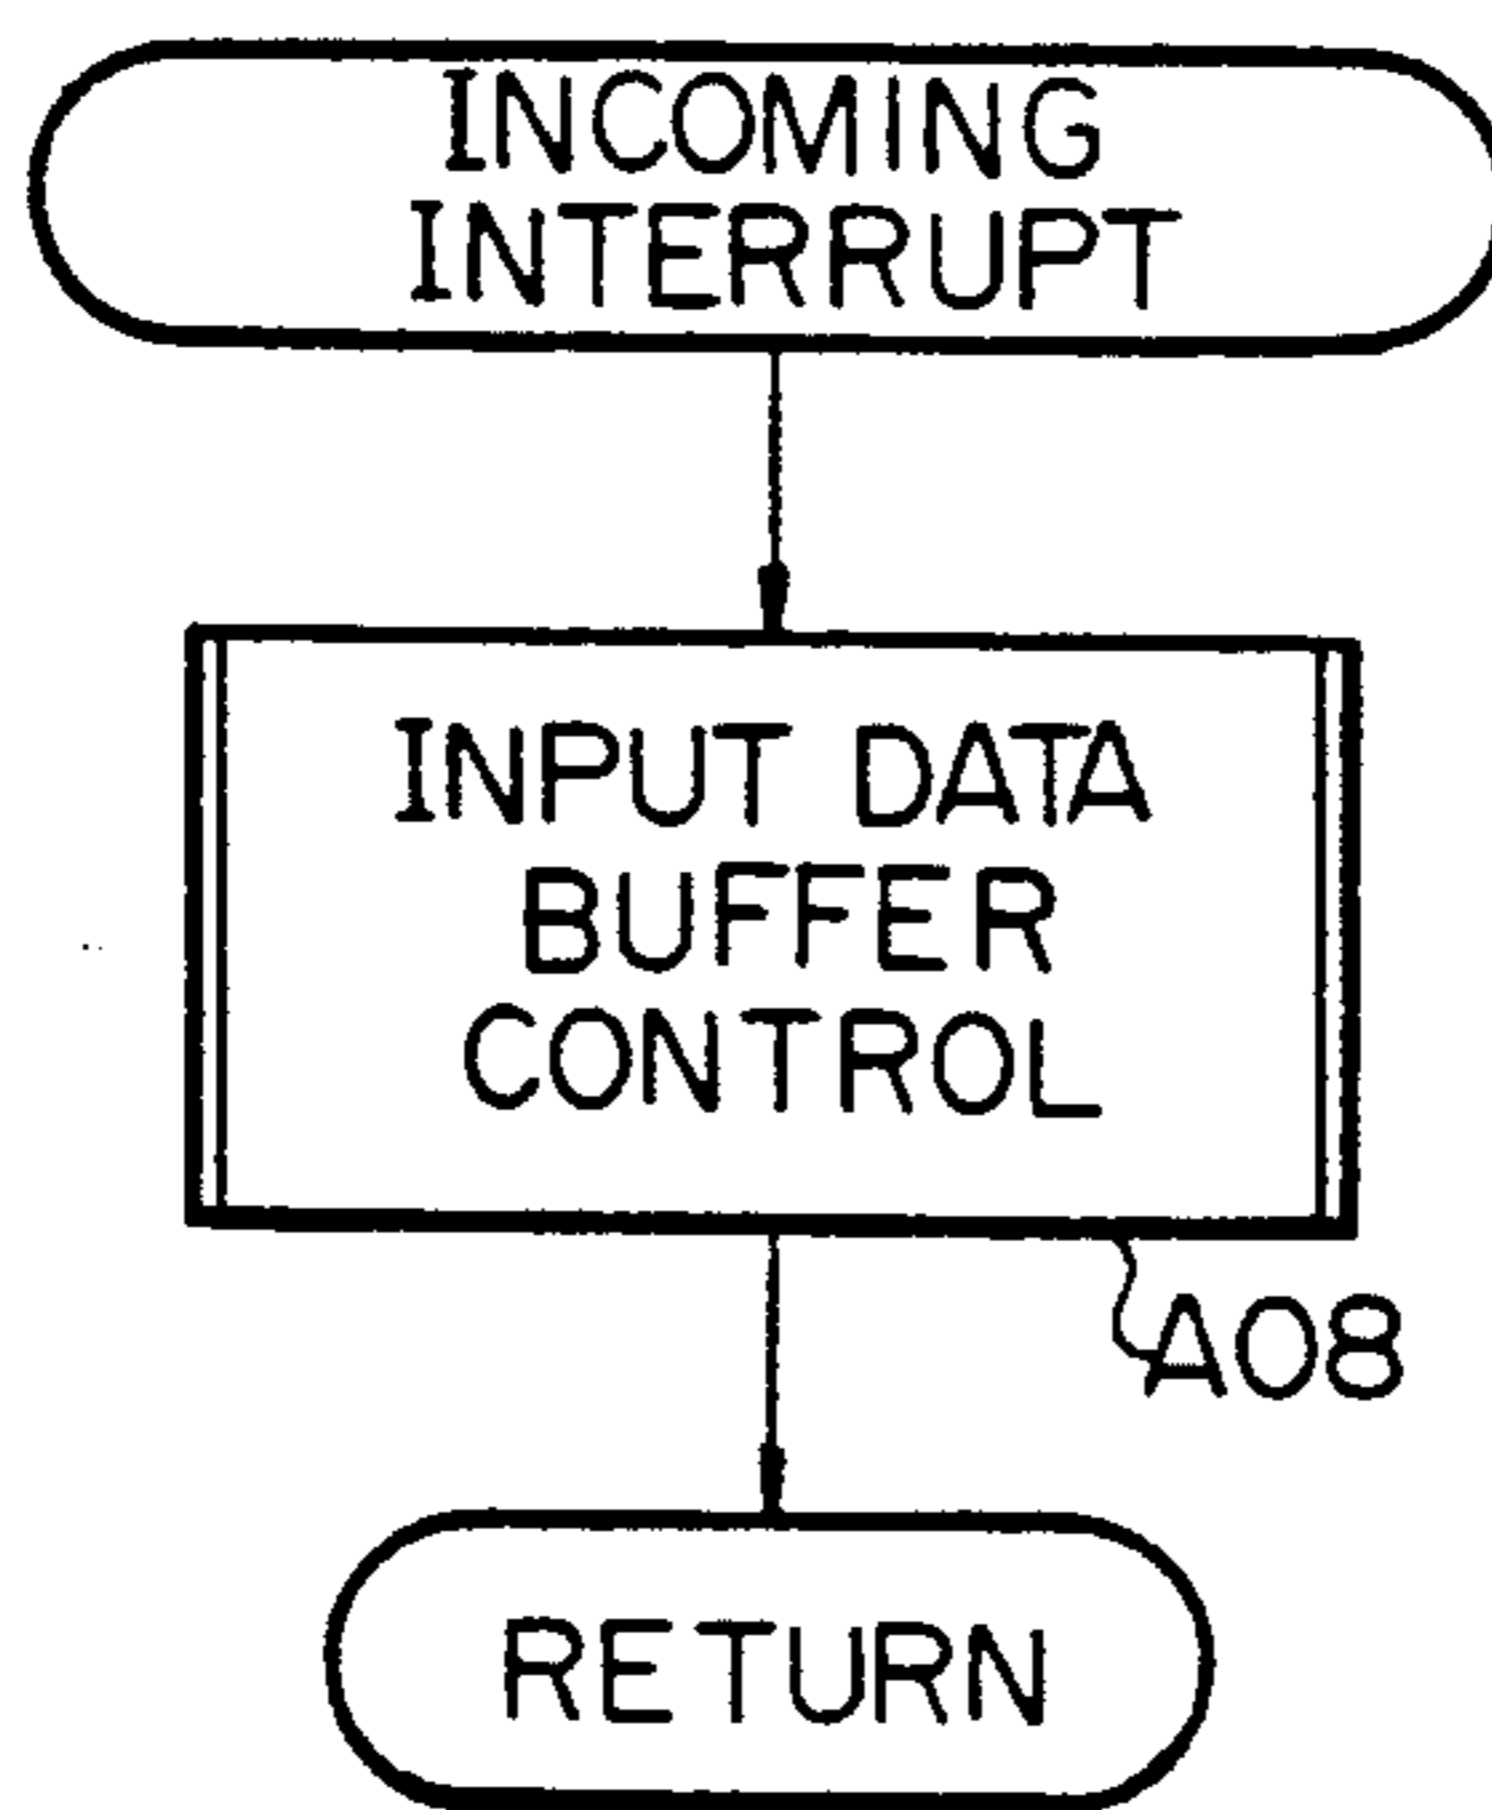 INCOMING
INTERRUPT
INPUT DATA
BUFFER
CONTROL
A08
RETURN